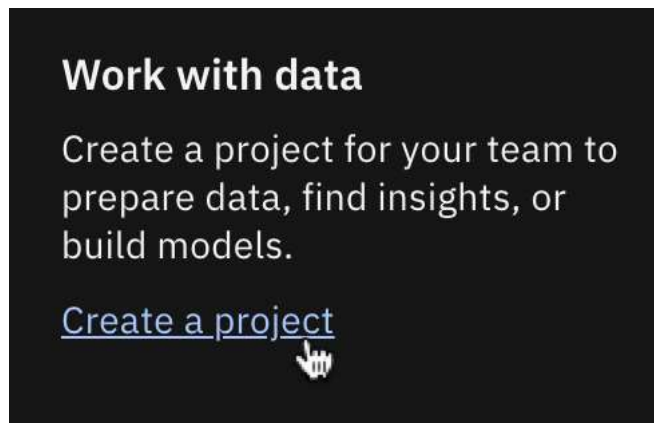 Work with data
Create a project for your team to
prepare data, find insights, or
build models.
Create a project